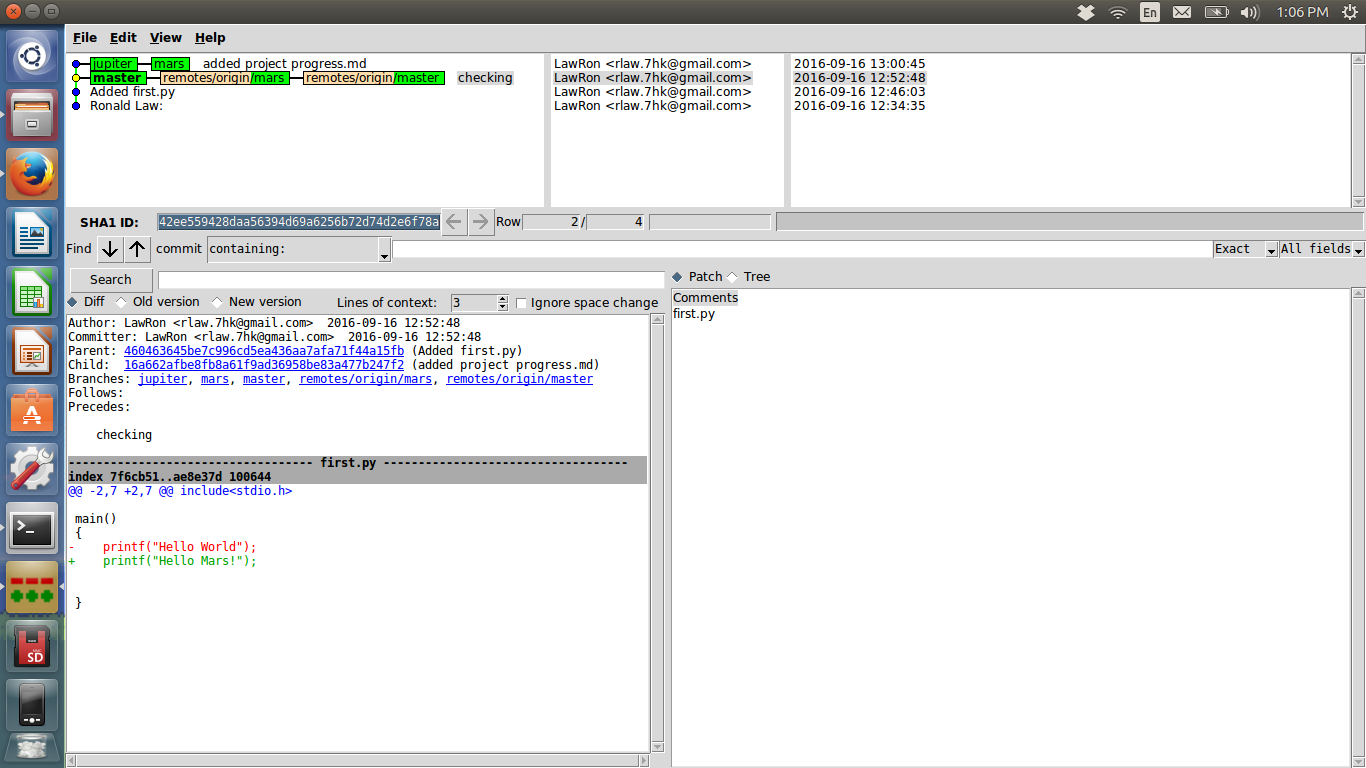 En 1:06 PM
File Edit View Help
jupiter mars added project progress.md LawRon <rlaw.7hk@gmail.com> 2016-09-16 13:00:45
master remotes/origin/mars remotes/origin/master checking LawRon <rlaw.7hk@gmail.com> 2016-09-16 12:52:48
Added first.py LawRon <rlaw.7hk@gmail.com> 2016-09-16 12:46:03
Ronald Law: LawRon <rlaw.7hk@gmail.com> 2016-09-16 12:34:35
SHA1 ID: 42ee559428daa56394d69a6256b72d74d2e6f78a Row 2 / 4
Find commit containing: Exact All fields
Search
Patch Tree
Diff Old version New version Lines of context: 3 Ignore space change
Comments
first.py
Author: LawRon <rlaw.7hk@gmail.com> 2016-09-16 12:52:48
Committer: LawRon <rlaw.7hk@gmail.com> 2016-09-16 12:52:48
Parent: 460463645be7c996cd5ea436aa7afa71f44a15fb (Added first.py)
Child: 16a662afbe8fb8a61f9ad36958be83a477b247f2 (added project progress.md)
Branches: jupiter, mars, master, remotes/origin/mars, remotes/origin/master
Follows:
Precedes:
checking
----------------------------------- first.py -----------------------------------
index 7f6cb51..ae8e37d 100644
@@ -2,7 +2,7 @@ include<stdio.h>
main()
{
- printf("Hello World");
+ printf("Hello Mars!");
}
>_
A
SD